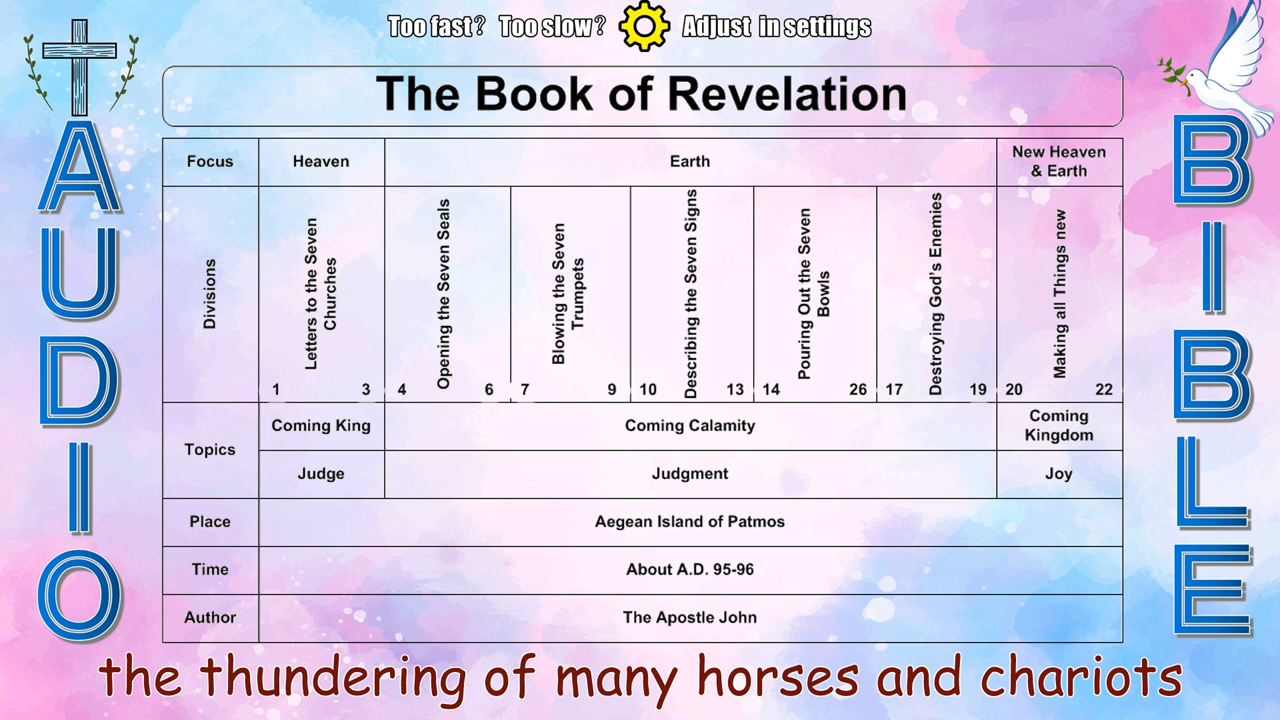 Too fast? Too slow? Adjust in settings
AUDIO
BIBLE
The Book of Revelation
Focus
Heaven
Earth
New Heaven
& Earth
Divisions
Letters to the Seven
Churches
1 3
Opening the Seven Seals
4 6
Blowing the Seven
Trumpets
7 9
Describing the Seven Signs
10 13
Pouring Out the Seven
Bowls
14 26
Destroying God's Enemies
17 19
Making all Things new
20 22
Topics
Coming King
Coming Calamity
Coming
Kingdom
Judge
Judgment
Joy
Place
Aegean Island of Patmos
Time
About A.D. 95-96
Author
The Apostle John
the thundering of many horses and chariots